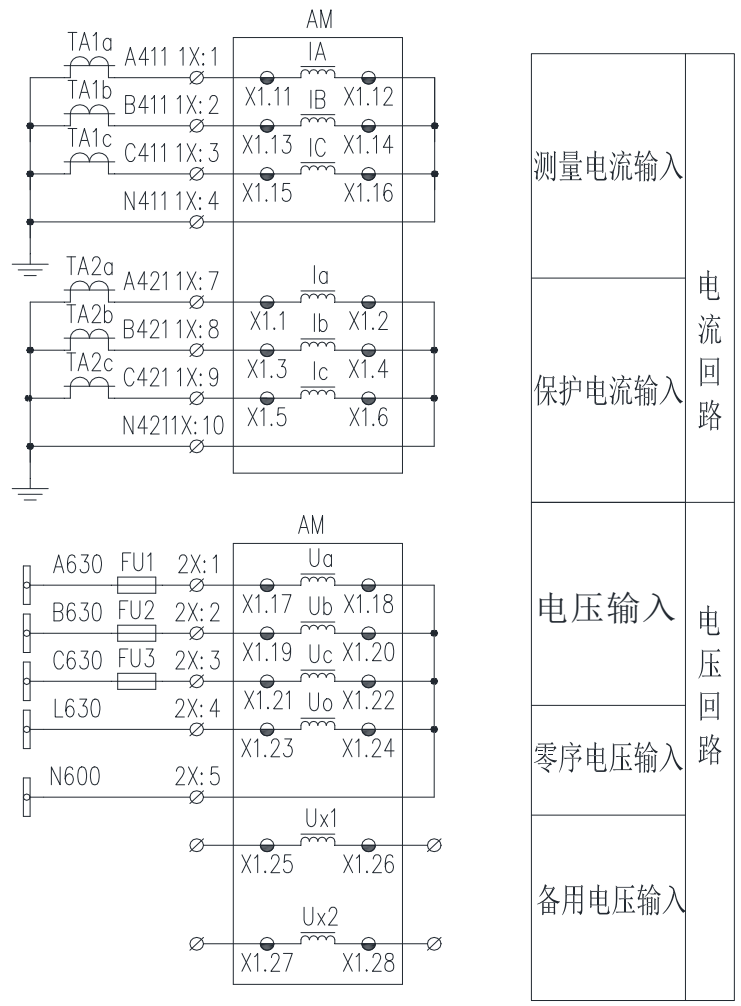 AM
TA1a A411 1X:1 IA
X1.11 X1.12
TA1b B411 1X:2 IB
X1.13 X1.14
TA1c C411 1X:3 IC
X1.15 X1.16
N411 1X:4
测量电流输入
TA2a A421 1X:7 Ia
X1.1 X1.2
TA2b B421 1X:8 Ib
X1.3 X1.4
TA2c C421 1X:9 Ic
X1.5 X1.6
N421 1X:10
保护电流输入
电流回路
AM
A630 FU1 2X:1 Ua
X1.17 X1.18
B630 FU2 2X:2 Ub
X1.19 X1.20
C630 FU3 2X:3 Uc
X1.21 X1.22
L630 2X:4 Uo
X1.23 X1.24
N600 2X:5
电压输入
零序电压输入
Ux1
X1.25 X1.26
Ux2
X1.27 X1.28
备用电压输入
电压回路